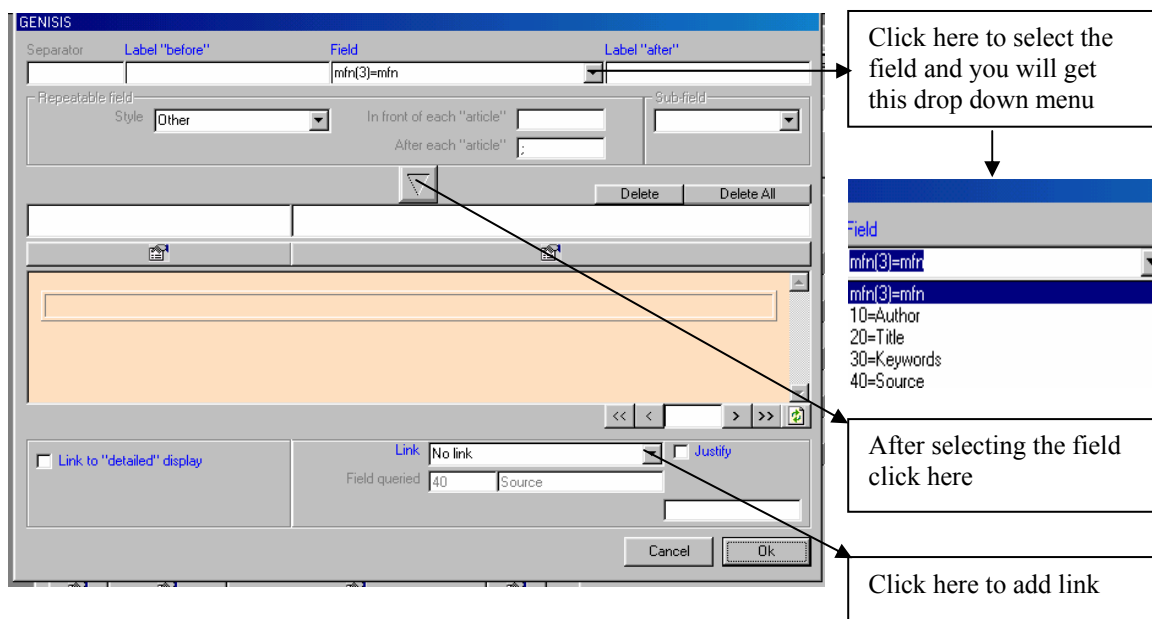 GENISIS
Separator Label "before" Field Label "after"
mfn(3)=mfn
Repeatable field Sub-field
Style Other In front of each "article"
After each "article" ;
Delete Delete All
<< < > >>
Link to "detailed" display
Link No link Justify
Field queried 40 Source
Cancel Ok
Click here to select the
field and you will get
this drop down menu
Field
mfn(3)=mfn
mfn(3)=mfn
10=Author
20=Title
30=Keywords
40=Source
After selecting the field
click here
Click here to add link